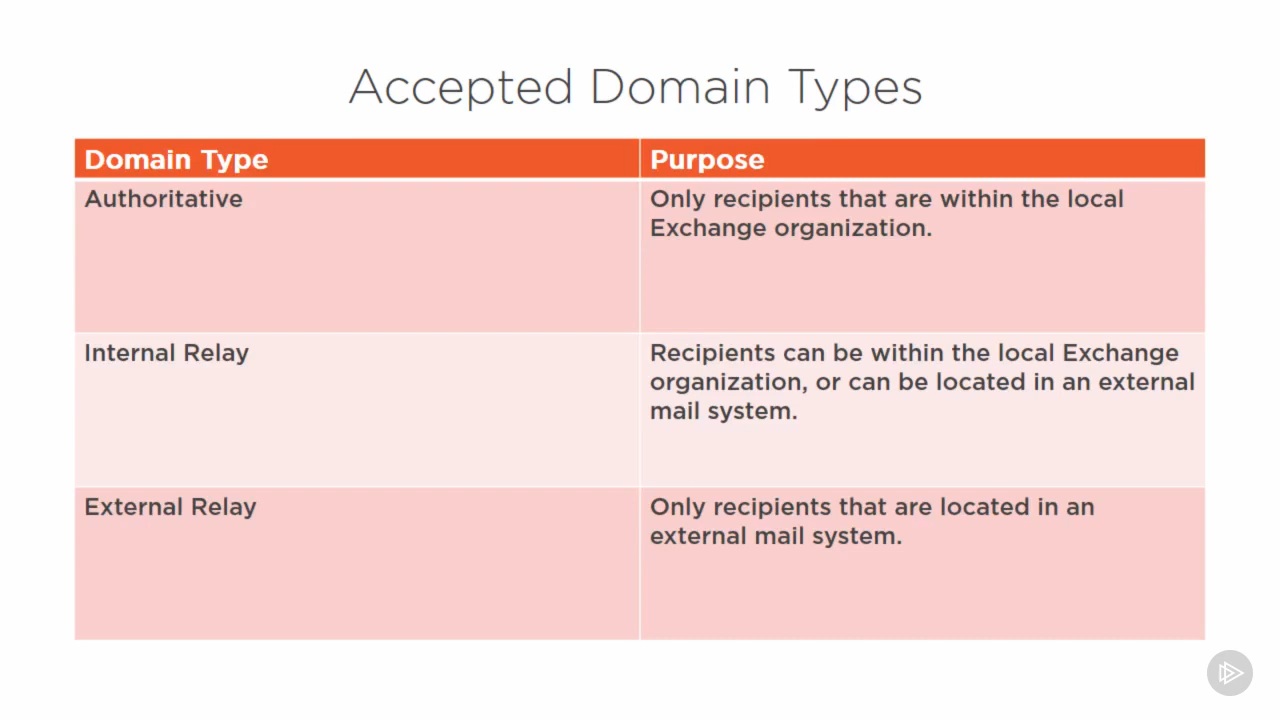 Accepted Domain Types
Domain Type
Purpose
Authoritative
Only recipients that are within the local
Exchange organization.
Internal Relay
Recipients can be within the local Exchange
organization, or can be located in an external
mail system.
External Relay
Only recipients that are located in an
external mail system.